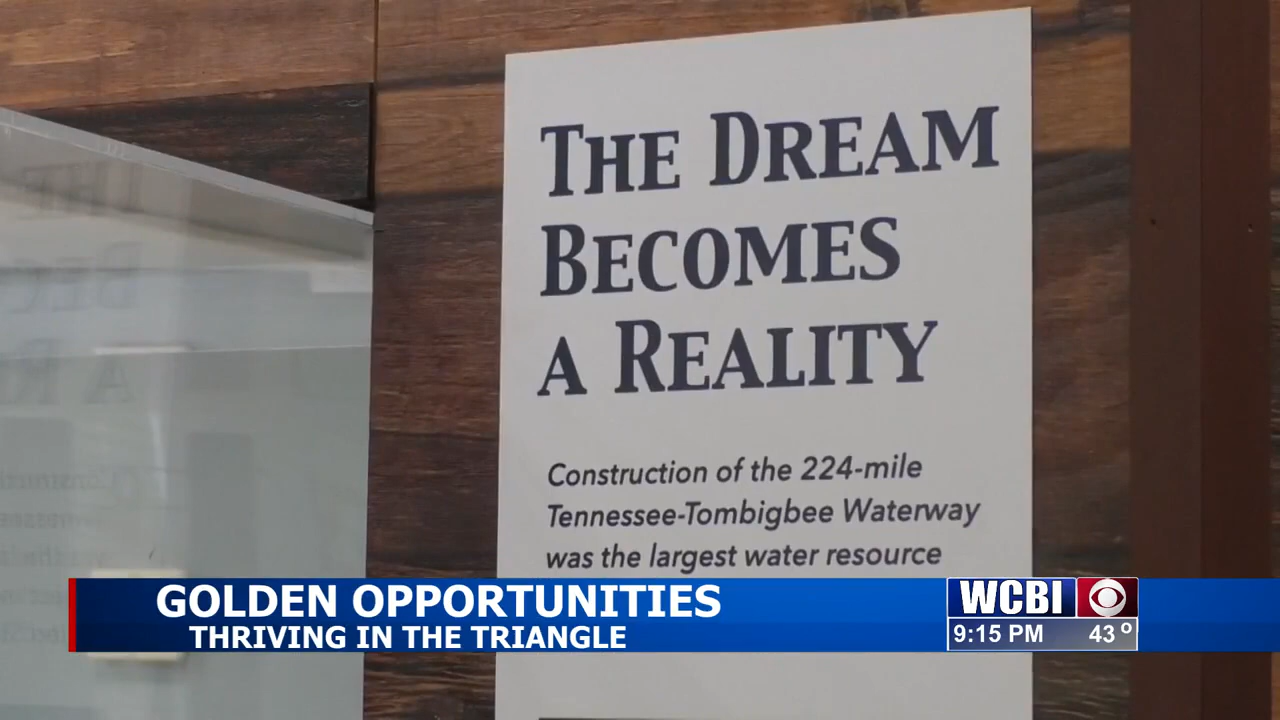 THE DREAM
BECOMES
A REALITY
Construction of the 224-mile
Tennessee-Tombigbee Waterway
was the largest water resource
GOLDEN OPPORTUNITIES
THRIVING IN THE TRIANGLE
WCBI
9:15 PM 43°